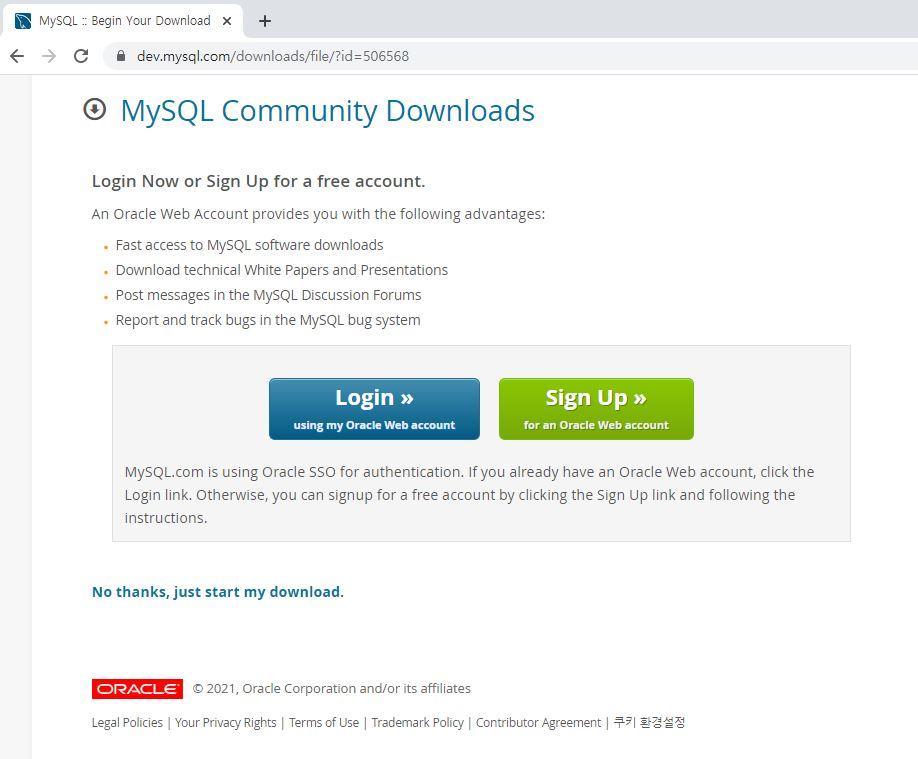 MySQL :: Begin Your Download
dev.mysql.com/downloads/file/?id=506568
MySQL Community Downloads
Login Now or Sign Up for a free account.
An Oracle Web Account provides you with the following advantages:
Fast access to MySQL software downloads
Download technical White Papers and Presentations
Post messages in the MySQL Discussion Forums
Report and track bugs in the MySQL bug system
Login »
using my Oracle Web account
Sign Up »
for an Oracle Web account
MySQL.com is using Oracle SSO for authentication. If you already have an Oracle Web account, click the
Login link. Otherwise, you can signup for a free account by clicking the Sign Up link and following the
instructions.
No thanks, just start my download.
ORACLE © 2021, Oracle Corporation and/or its affiliates
Legal Policies | Your Privacy Rights | Terms of Use | Trademark Policy | Contributor Agreement | 쿠키 환경설정